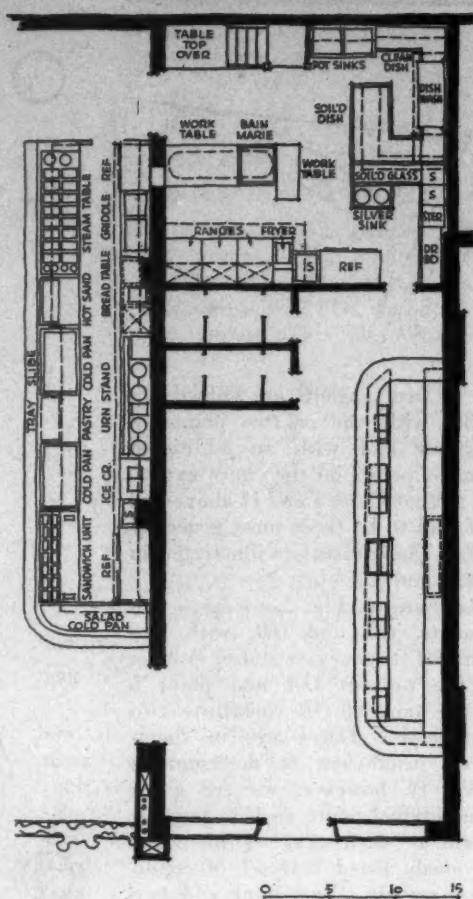 TABLE
TOP
OVER
POT SINKS
CLEAN
DISH
DISH
WASH
SOIL'D
DISH
WORK
TABLE
BAIN
MARIE
WORK
TABLE
SOIL'D GLASS
S
S
SILVER
SINK
STER
DR
BD
RANGES
FRYER
S
REF
TRAY SLIDE
STEAM TABLE
HOT SAND
COLD PAN
PASTRY
COLD PAN
SANDWICH UNIT
REF
GRIDDLE
BREAD TABLE
URN STAND
ICE CR.
S
REF
SALAD
COLD PAN
0 5 10 15